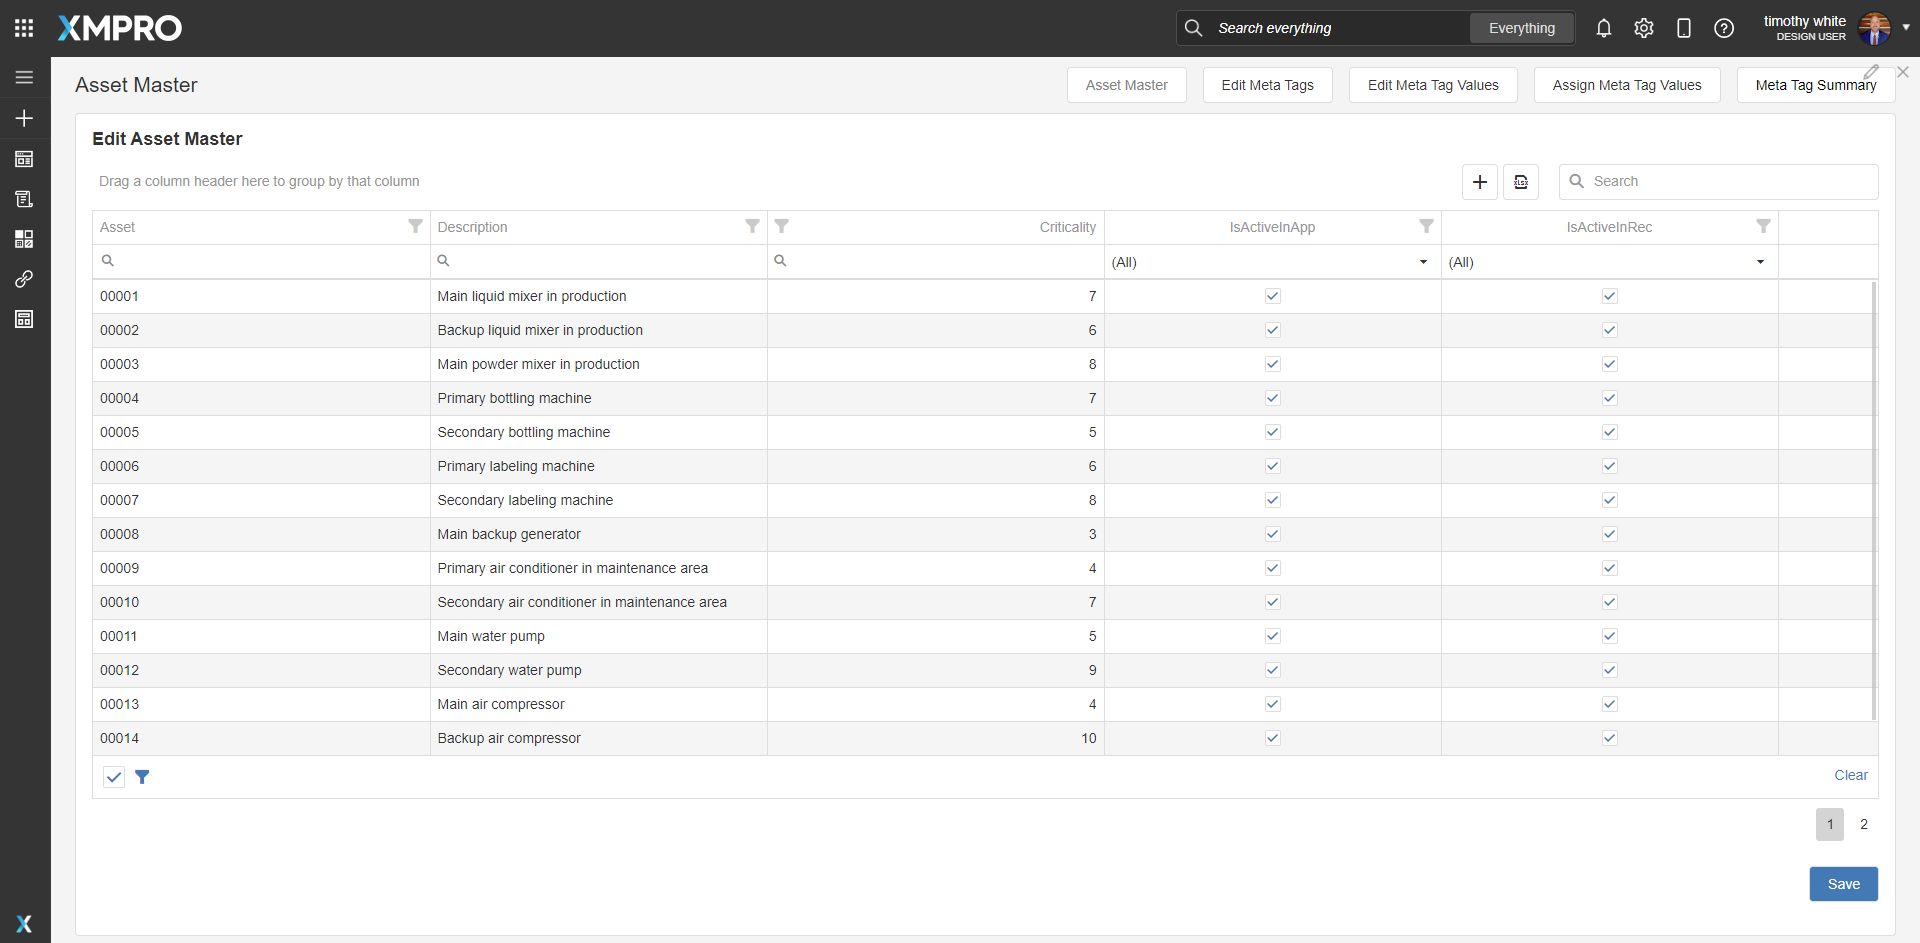 XMPRO
Search everything
Everything
timothy white
DESIGN USER
Asset Master
Asset Master
Edit Meta Tags
Edit Meta Tag Values
Assign Meta Tag Values
Meta Tag Summary
Edit Asset Master
Drag a column header here to group by that column
XLSX
Search
Asset Description Criticality IsActiveInApp IsActiveInRec
(All) (All)
00001 Main liquid mixer in production 7
00002 Backup liquid mixer in production 6
00003 Main powder mixer in production 8
00004 Primary bottling machine 7
00005 Secondary bottling machine 5
00006 Primary labeling machine 6
00007 Secondary labeling machine 8
00008 Main backup generator 3
00009 Primary air conditioner in maintenance area 4
00010 Secondary air conditioner in maintenance area 7
00011 Main water pump 5
00012 Secondary water pump 9
00013 Main air compressor 4
00014 Backup air compressor 10
Clear
1 2
Save
X